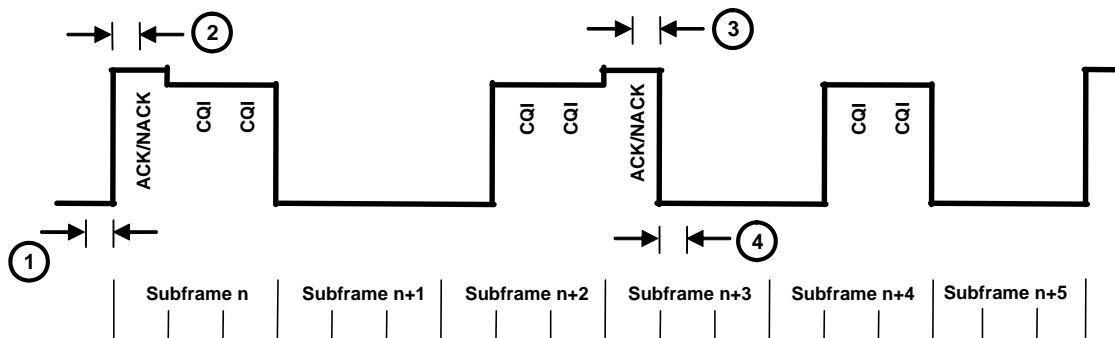 2
3
ACK/NACK
CQI
CQI
CQI
CQI
ACK/NACK
CQI
CQI
1
4
Subframe n
Subframe n+1
Subframe n+2
Subframe n+3
Subframe n+4
Subframe n+5